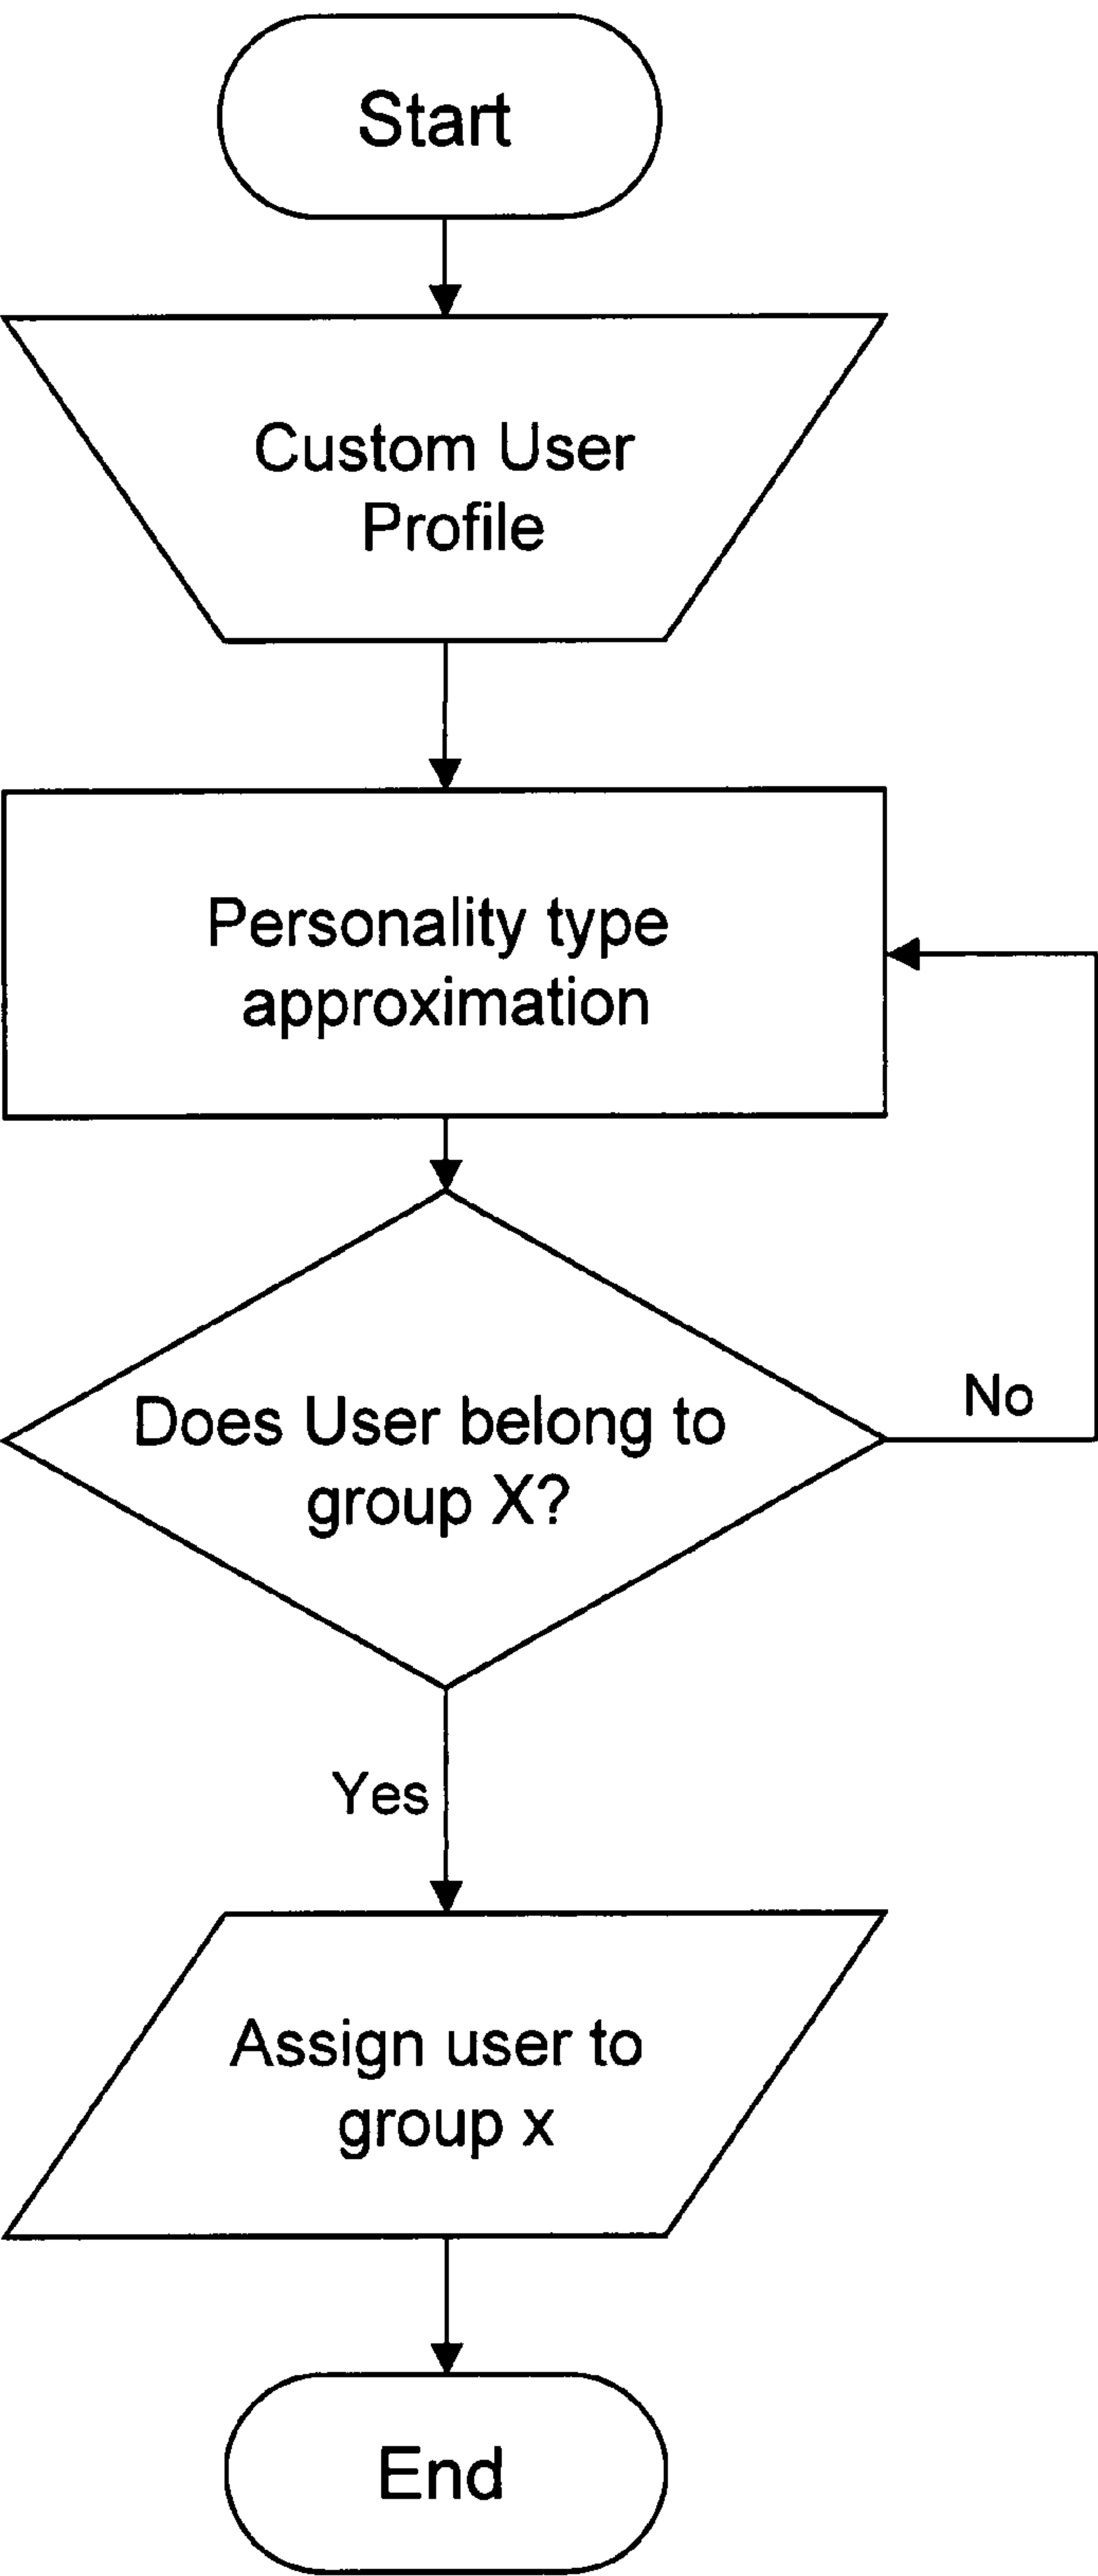 Start
Custom User
Profile
Personality type
approximation
Does User belong to
group X?
No
Yes
Assign user to
group x
End